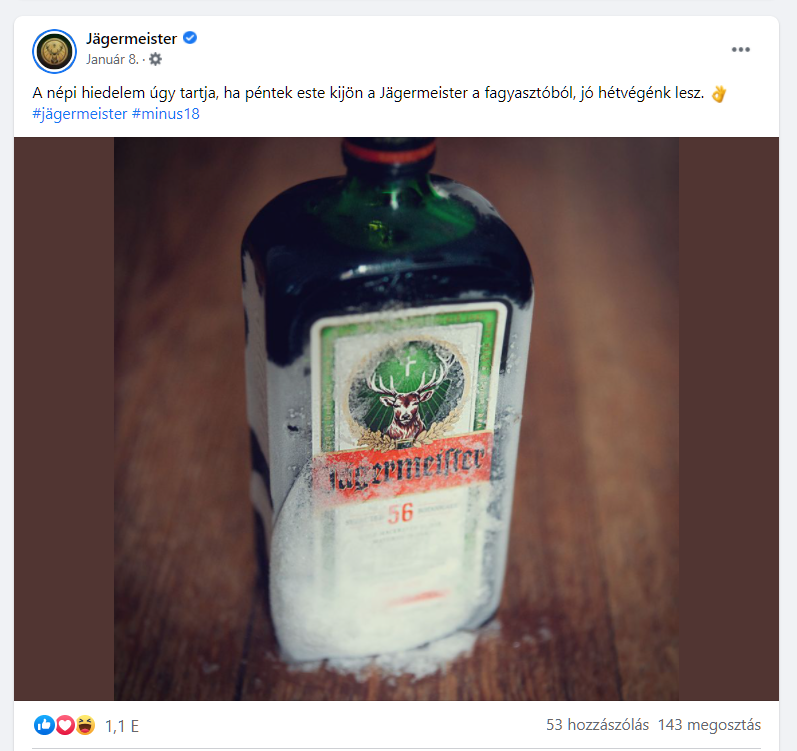 Jägermeister
Január 8. ·
A népi hiedelem úgy tartja, ha péntek este kijön a Jägermeister a fagyasztóból, jó hétvégénk lesz. 👌
#jägermeister #minus18
Jägermeister
56
1,1 E
53 hozzászólás 143 megosztás